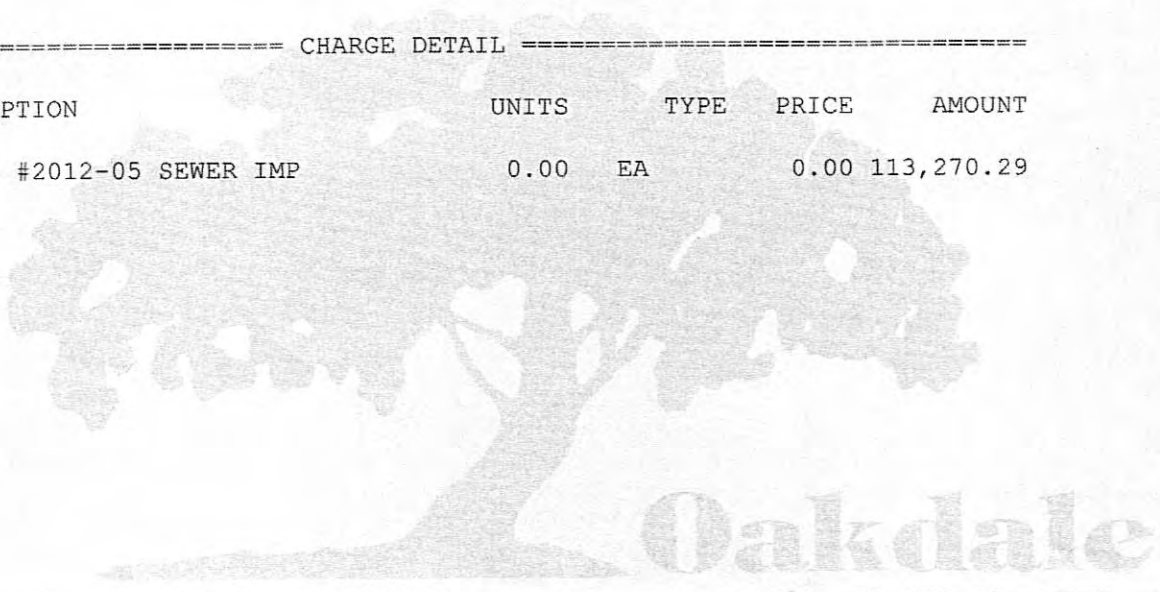 =================== CHARGE DETAIL ================================
PTION UNITS TYPE PRICE AMOUNT
#2012-05 SEWER IMP 0.00 EA 0.00 113,270.29
Oakdale